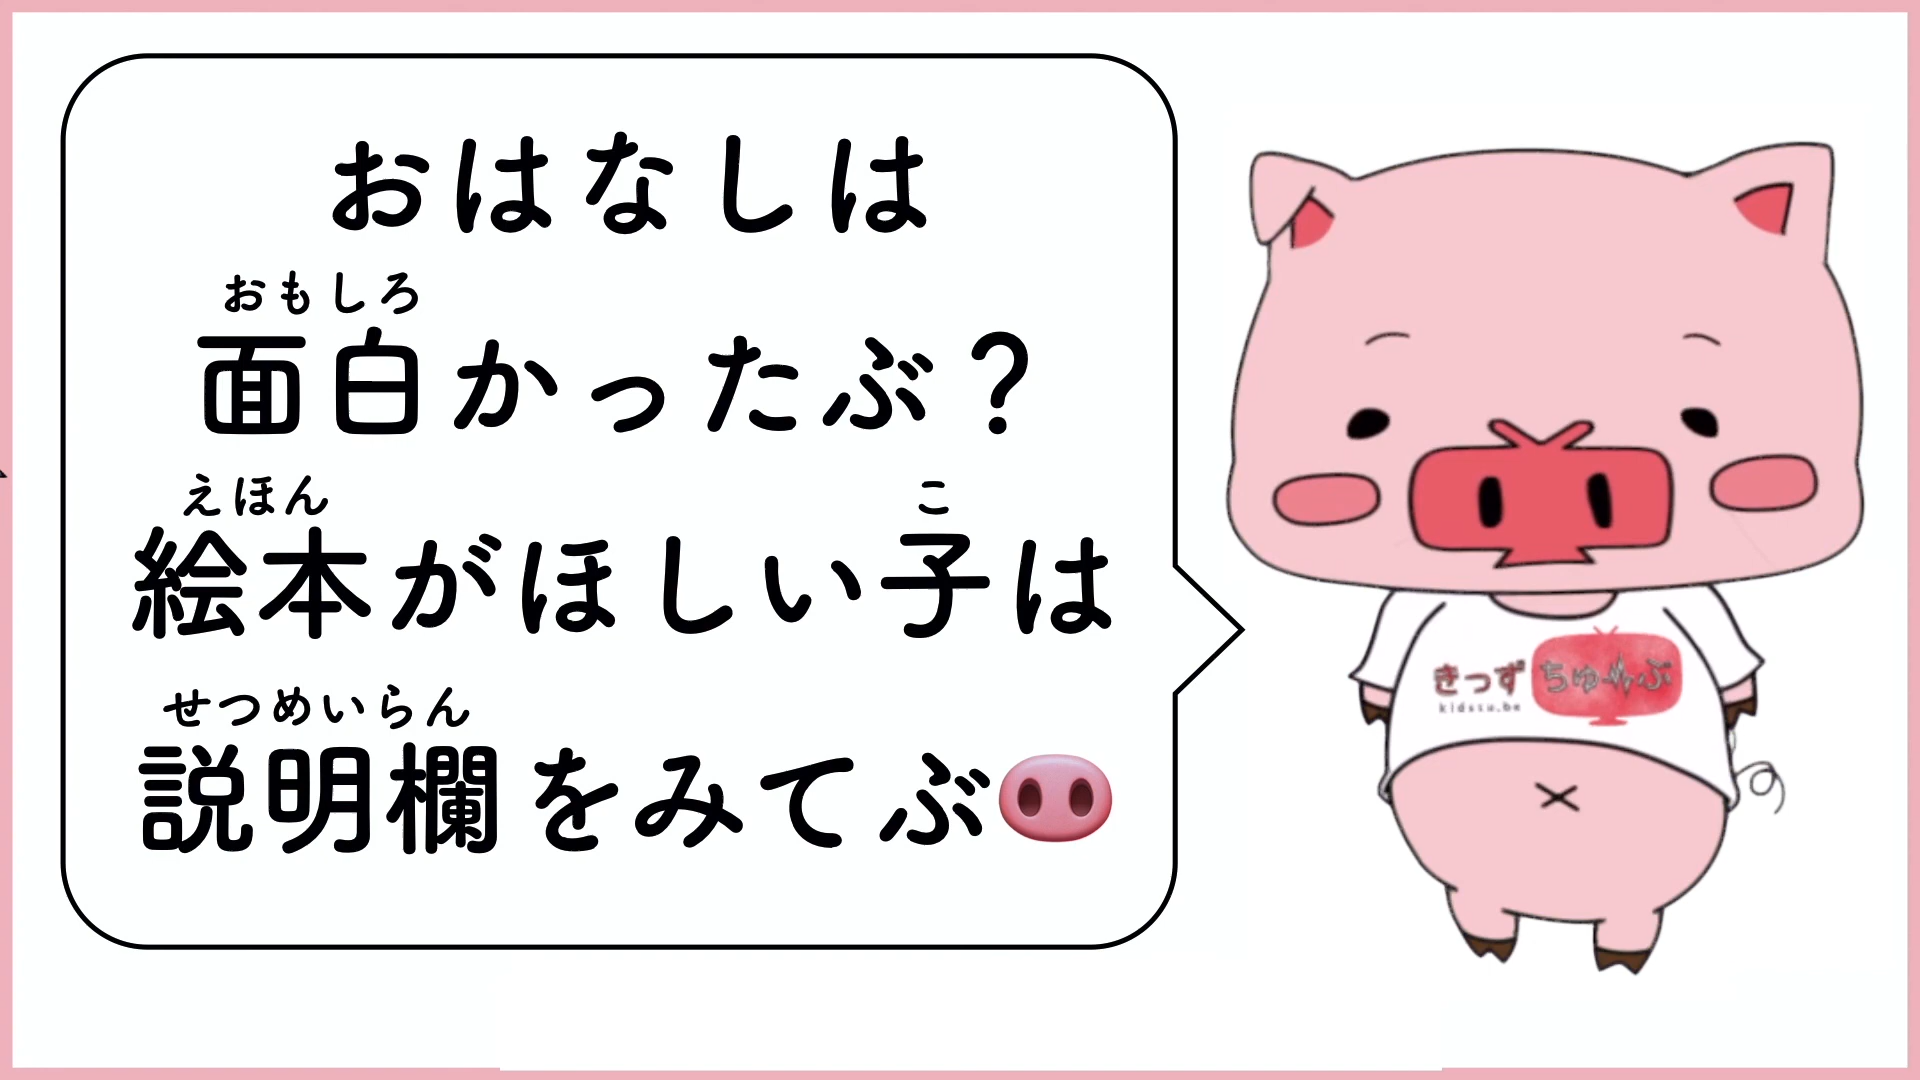 おはなしは
おもしろ
面白かったぶ？
えほん こ
絵本がほしい子は
せつめいらん
説明欄をみてぶ🐽
きっず ちゅーぶ
kidstu.be